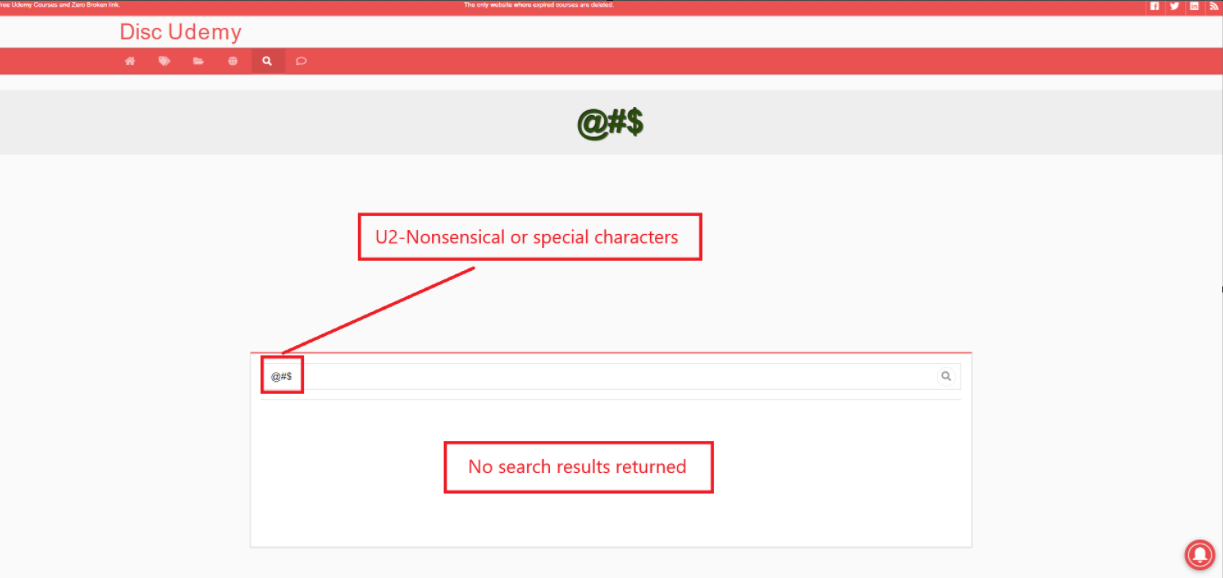 free Udemy Courses and Zero Broken link.
The only website where expired courses are deleted.
Disc Udemy
@#$
U2-Nonsensical or special characters
@#$
No search results returned